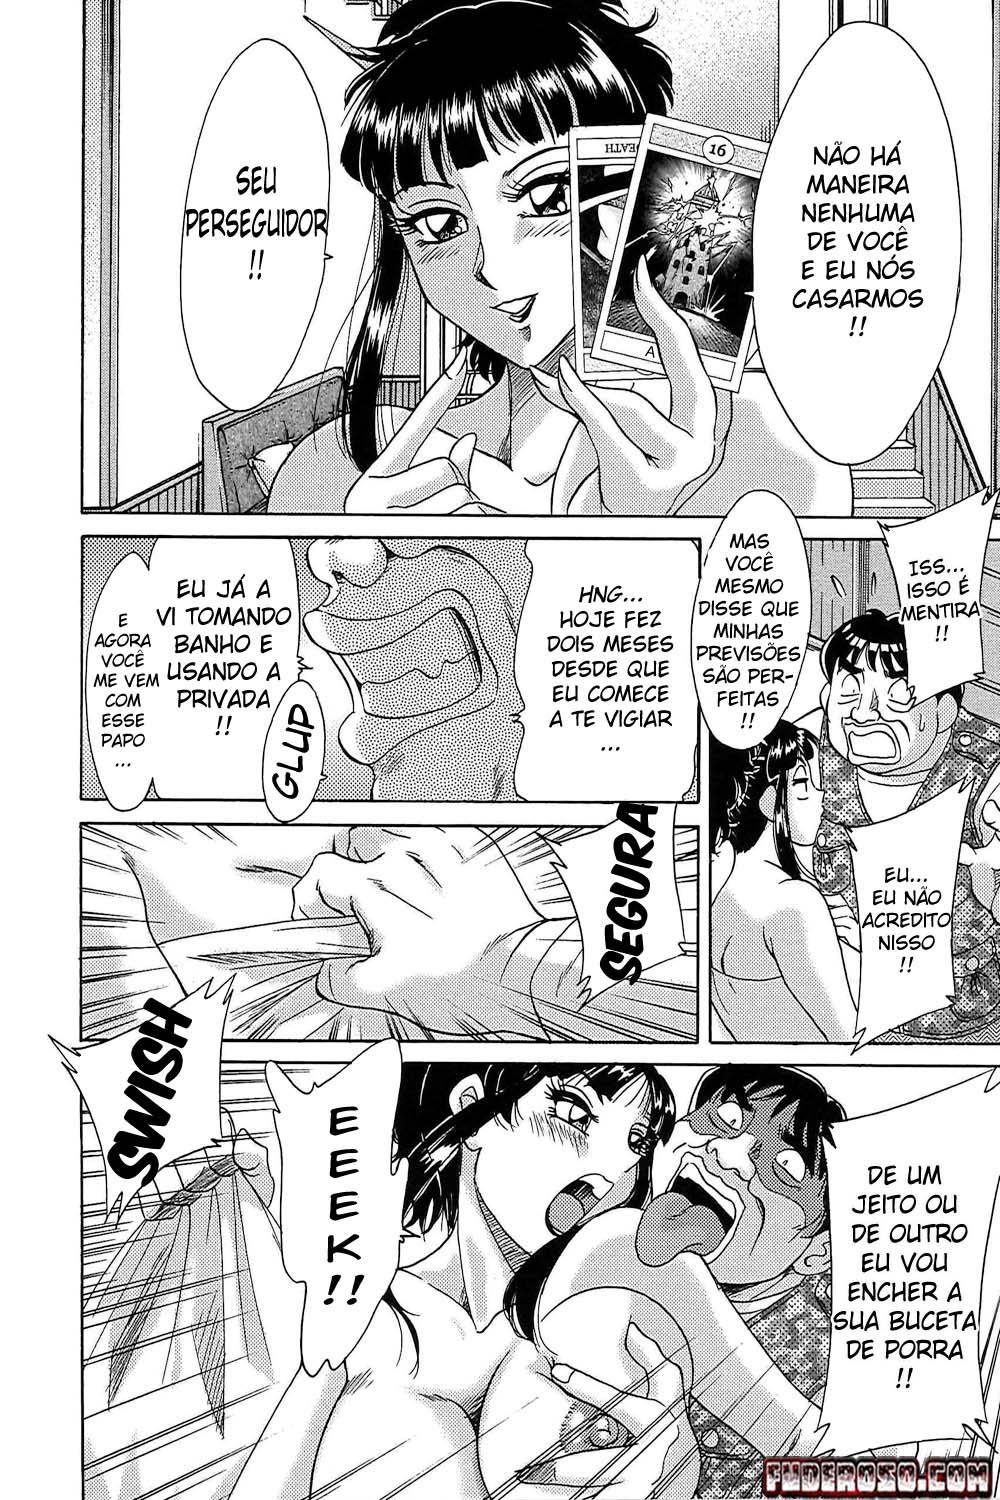 NÃO HÁ
MANEIRA
NENHUMA
DE VOCÊ
E EU NÓS
CASARMOS
!!
DEATH
16
A
SEU
PERSEGUIDOR
!!
ISS...
ISSO É
MENTIRA
!!
MAS
VOCÊ
MESMO
DISSE QUE
MINHAS
PREVISÕES
SÃO PER-
FEITAS
!!
EU...
EU NÃO
ACREDITO
NISSO
!!
HNG...
HOJE FEZ
DOIS MESES
DESDE QUE
EU COMECE
A TE VIGIAR
...
GLUP
EU JÁ A
VI TOMANDO
BANHO E
USANDO A
PRIVADA
!!
E
AGORA
VOCÊ
ME VEM
COM
ESSE
PAPO
...
SEGURA
SWISH
DE UM
JEITO OU
DE OUTRO
EU VOU
ENCHER A
SUA BUCETA
DE PORRA
!!
EEEK!!
FUDEROSO.COM